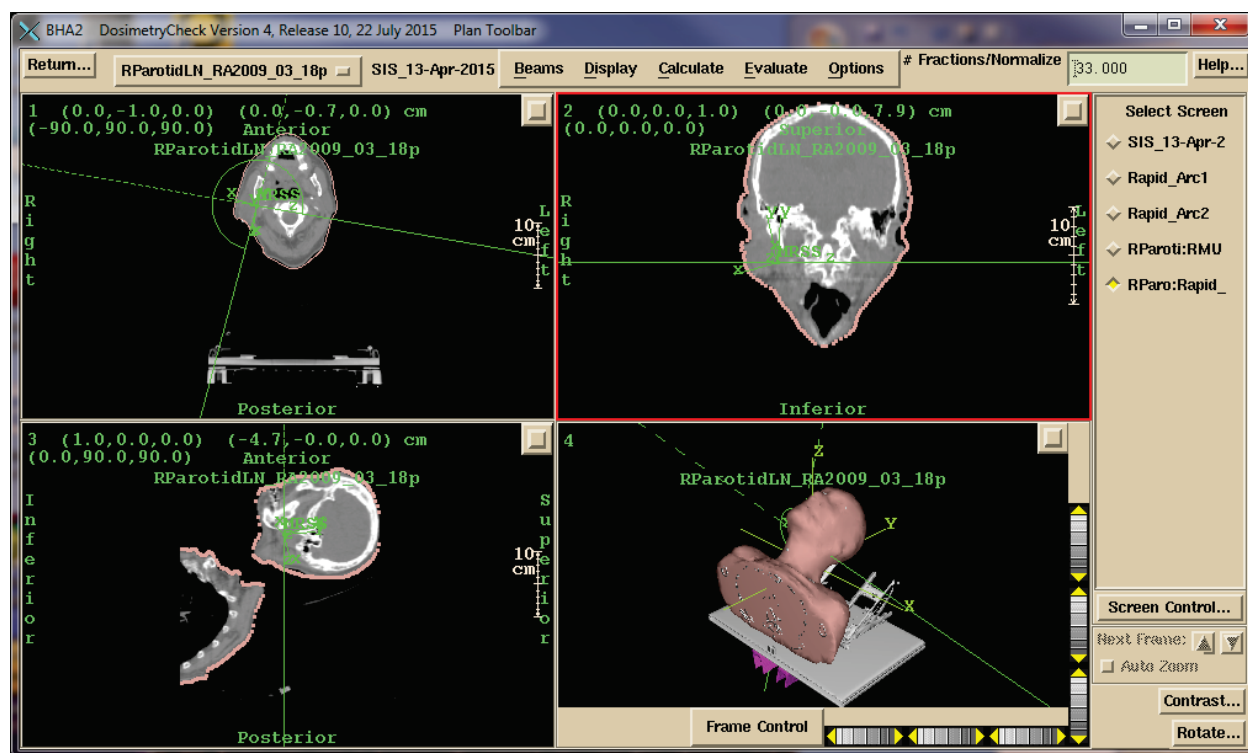 BHA2 DosimetryCheck Version 4, Release 10, 22 July 2015 Plan Toolbar
Return... RParotidLN_RA2009_03_18p SIS_13-Apr-2015 Beams Display Calculate Evaluate Options # Fractions/Normalize 33.000 Help...
1 (0.0,-1.0,0.0) (0.0,-0.7,0.0) cm
(-90.0,90.0,90.0) Anterior
RParotidLN_RA2009_03_18p
Right
Left
10
cm
X
Posterior
2 (0.0,0.0,1.0) cm
(0.0,0.0,0.0) Superior
RParotidLN_RA2009_03_18p
Right
Left
10
cm
X
Inferior
3 (1.0,0.0,0.0) (-4.7,-0.0,0.0) cm
(0.0,90.0,90.0) Anterior
RParotidLN_RA2009_03_18p
Inferior
Superior
10
cm
Posterior
4
Z
RParotidLN_RA2009_03_18p
Y
X
Frame Control
Select Screen
SIS_13-Apr-2
Rapid_Arc1
Rapid_Arc2
RParoti:RMU
RParo:Rapid_
Screen Control...
Next Frame:
Auto Zoom
Contrast...
Rotate...